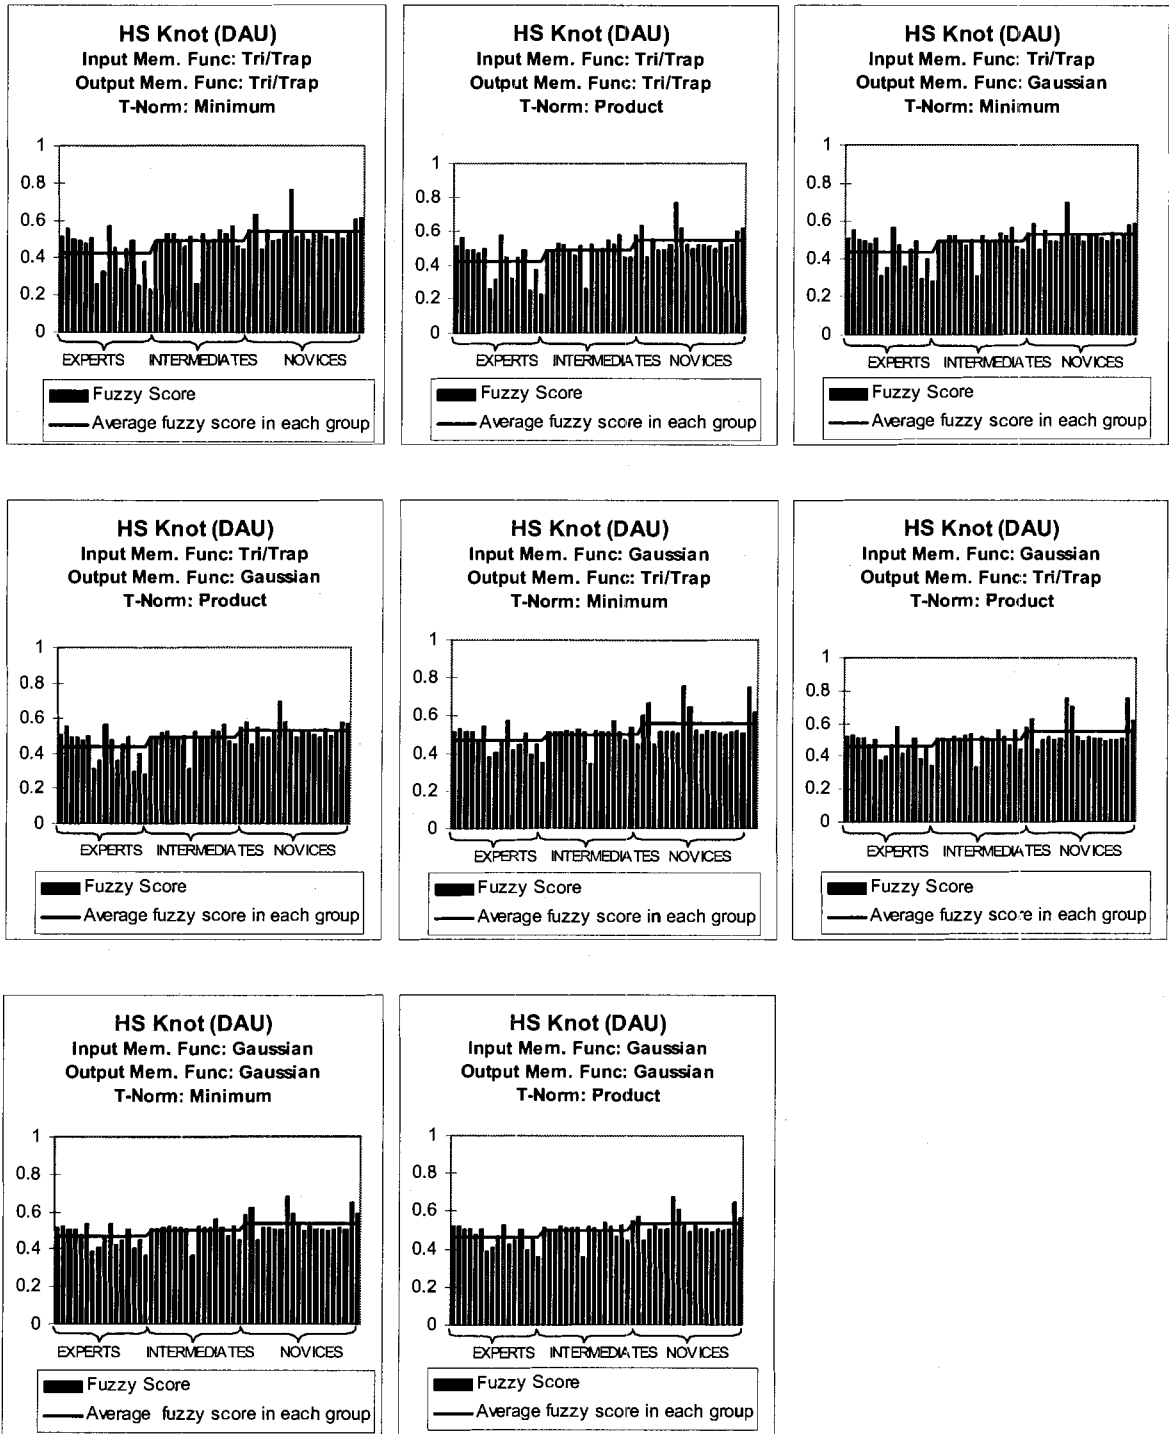 HS Knot (DAU)
Input Mem. Func: Tri/Trap
Output Mem. Func: Tri/Trap
T-Norm: Minimum
1
0.8
0.6
0.4
0.2
0
EXPERTS INTERMEDIATES NOVICES
Fuzzy Score
Average fuzzy score in each group
HS Knot (DAU)
Input Mem. Func: Tri/Trap
Output Mem. Func: Tri/Trap
T-Norm: Product
1
0.8
0.6
0.4
0.2
0
EXPERTS INTERMEDIATES NOVICES
Fuzzy Score
Average fuzzy score in each group
HS Knot (DAU)
Input Mem. Func: Tri/Trap
Output Mem. Func: Gaussian
T-Norm: Minimum
1
0.8
0.6
0.4
0.2
0
EXPERTS INTERMEDIATES NOVICES
Fuzzy Score
Average fuzzy score in each group
HS Knot (DAU)
Input Mem. Func: Tri/Trap
Output Mem. Func: Gaussian
T-Norm: Product
1
0.8
0.6
0.4
0.2
0
EXPERTS INTERMEDIATES NOVICES
Fuzzy Score
Average fuzzy score in each group
HS Knot (DAU)
Input Mem. Func: Gaussian
Output Mem. Func: Tri/Trap
T-Norm: Minimum
1
0.8
0.6
0.4
0.2
0
EXPERTS INTERMEDIATES NOVICES
Fuzzy Score
Average fuzzy score in each group
HS Knot (DAU)
Input Mem. Func: Gaussian
Output Mem. Func: Tri/Trap
T-Norm: Product
1
0.8
0.6
0.4
0.2
0
EXPERTS INTERMEDIATES NOVICES
Fuzzy Score
Average fuzzy score in each group
HS Knot (DAU)
Input Mem. Func: Gaussian
Output Mem. Func: Gaussian
T-Norm: Minimum
1
0.8
0.6
0.4
0.2
0
EXPERTS INTERMEDIATES NOVICES
Fuzzy Score
Average fuzzy score in each group
HS Knot (DAU)
Input Mem. Func: Gaussian
Output Mem. Func: Gaussian
T-Norm: Product
1
0.8
0.6
0.4
0.2
0
EXPERTS INTERMEDIATES NOVICES
Fuzzy Score
Average fuzzy score in each group